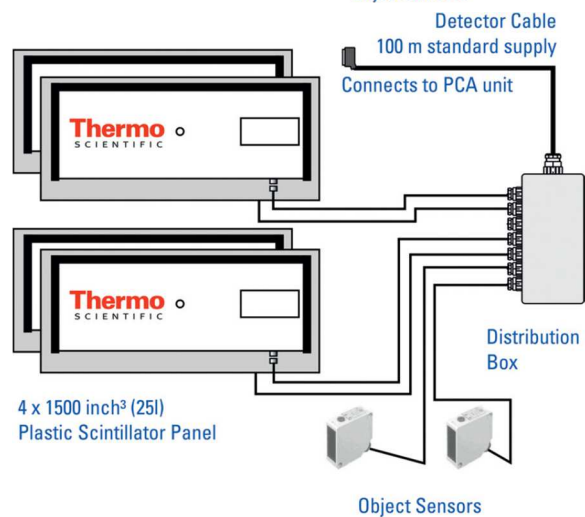 Detector Cable
100 m standard supply
Connects to PCA unit
Thermo
SCIENTIFIC
Thermo
SCIENTIFIC
Distribution
Box
4 x 1500 inch³ (25l)
Plastic Scintillator Panel
Object Sensors